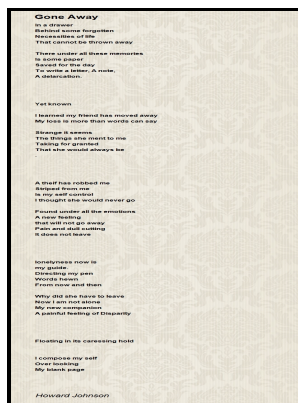 Gone Away
In a drawer
Behind some forgotten
Necessities of life
That cannot be thrown away
There under all these memories
Is some paper
Saved for the day
To write a letter, A note,
A delarcation.
Yet known
I learned my friend has moved away
My loss is more than words can say
Strange it seems
The things she ment to me
Taking for granted
That she would always be
A theif has robbed me
Striped from me
Is my self control
I thought she would never go
Found under all the emotions
A new feeling
that will not go away
Pain and dull cutting
It does not leave
lonelyness now is
my guide.
Directing my pen
Words hewn
From now and then
Why did she have to leave
Now I am not alone
My new companion
A painful feeling of Disparity
Floating in its caressing hold
I compose my self
Over looking
My blank page
Howard Johnson